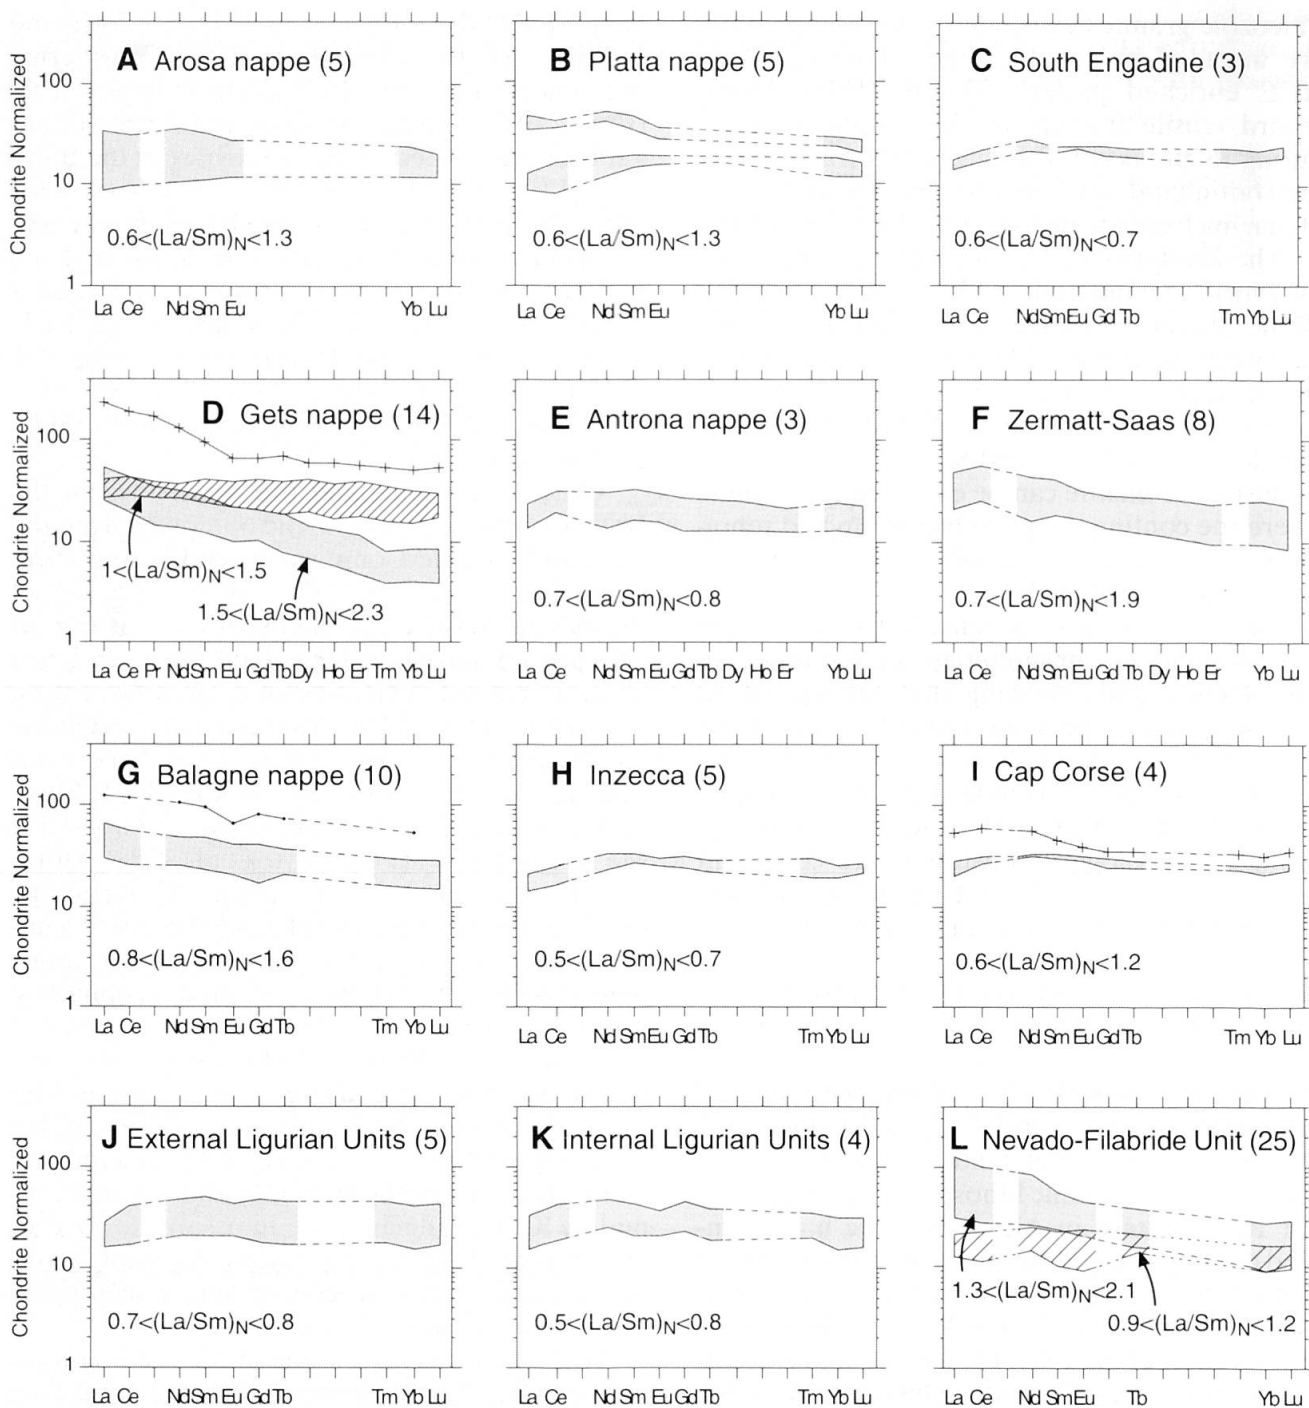 A Arosa nappe (5)
Chondrite Normalized
100
10
1
0.6<(La/Sm)N<1.3
La Ce Nd Sm Eu Yb Lu
B Platta nappe (5)
0.6<(La/Sm)N<1.3
La Ce Nd Sm Eu Yb Lu
C South Engadine (3)
0.6<(La/Sm)N<0.7
La Ce Nd Sm Eu Gd Tb Tm Yb Lu
D Gets nappe (14)
Chondrite Normalized
100
10
1
1<(La/Sm)N<1.5
1.5<(La/Sm)N<2.3
La Ce Pr Nd Sm Eu Gd Tb Dy Ho Er Tm Yb Lu
E Antrona nappe (3)
0.7<(La/Sm)N<0.8
La Ce Nd Sm Eu Gd Tb Dy Ho Er Yb Lu
F Zermatt-Saas (8)
0.7<(La/Sm)N<1.9
La Ce Nd Sm Eu Gd Tb Dy Ho Er Yb Lu
G Balagne nappe (10)
Chondrite Normalized
100
10
1
0.8<(La/Sm)N<1.6
La Ce Nd Sm Eu Gd Tb Tm Yb Lu
H Inzecca (5)
0.5<(La/Sm)N<0.7
La Ce Nd Sm Eu Gd Tb Tm Yb Lu
I Cap Corse (4)
0.6<(La/Sm)N<1.2
La Ce Nd Sm Eu Gd Tb Tm Yb Lu
J External Ligurian Units (5)
Chondrite Normalized
100
10
1
0.7<(La/Sm)N<0.8
La Ce Nd Sm Eu Gd Tb Tm Yb Lu
K Internal Ligurian Units (4)
0.5<(La/Sm)N<0.8
La Ce Nd Sm Eu Gd Tb Tm Yb Lu
L Nevado-Filabride Unit (25)
1.3<(La/Sm)N<2.1
0.9<(La/Sm)N<1.2
La Ce Nd Sm Eu Tb Yb Lu